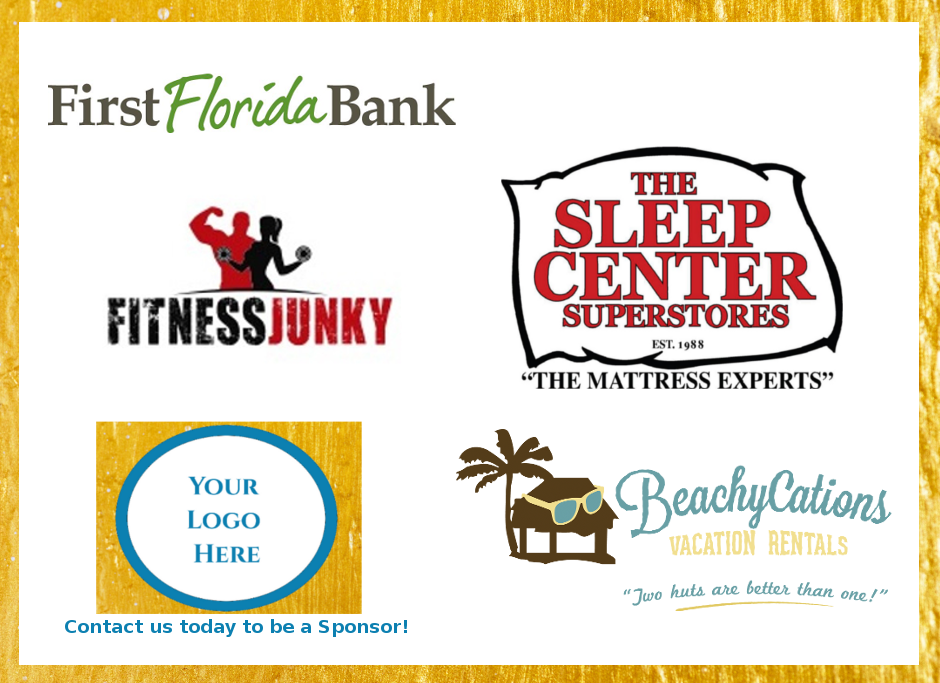 First Florida Bank
THE
SLEEP
CENTER
SUPERSTORES
EST. 1988
“THE MATTRESS EXPERTS”
FITNESSJUNKY
YOUR
LOGO
HERE
Contact us today to be a Sponsor!
BeachyCations
VACATION RENTALS
“Two huts are better than one!”